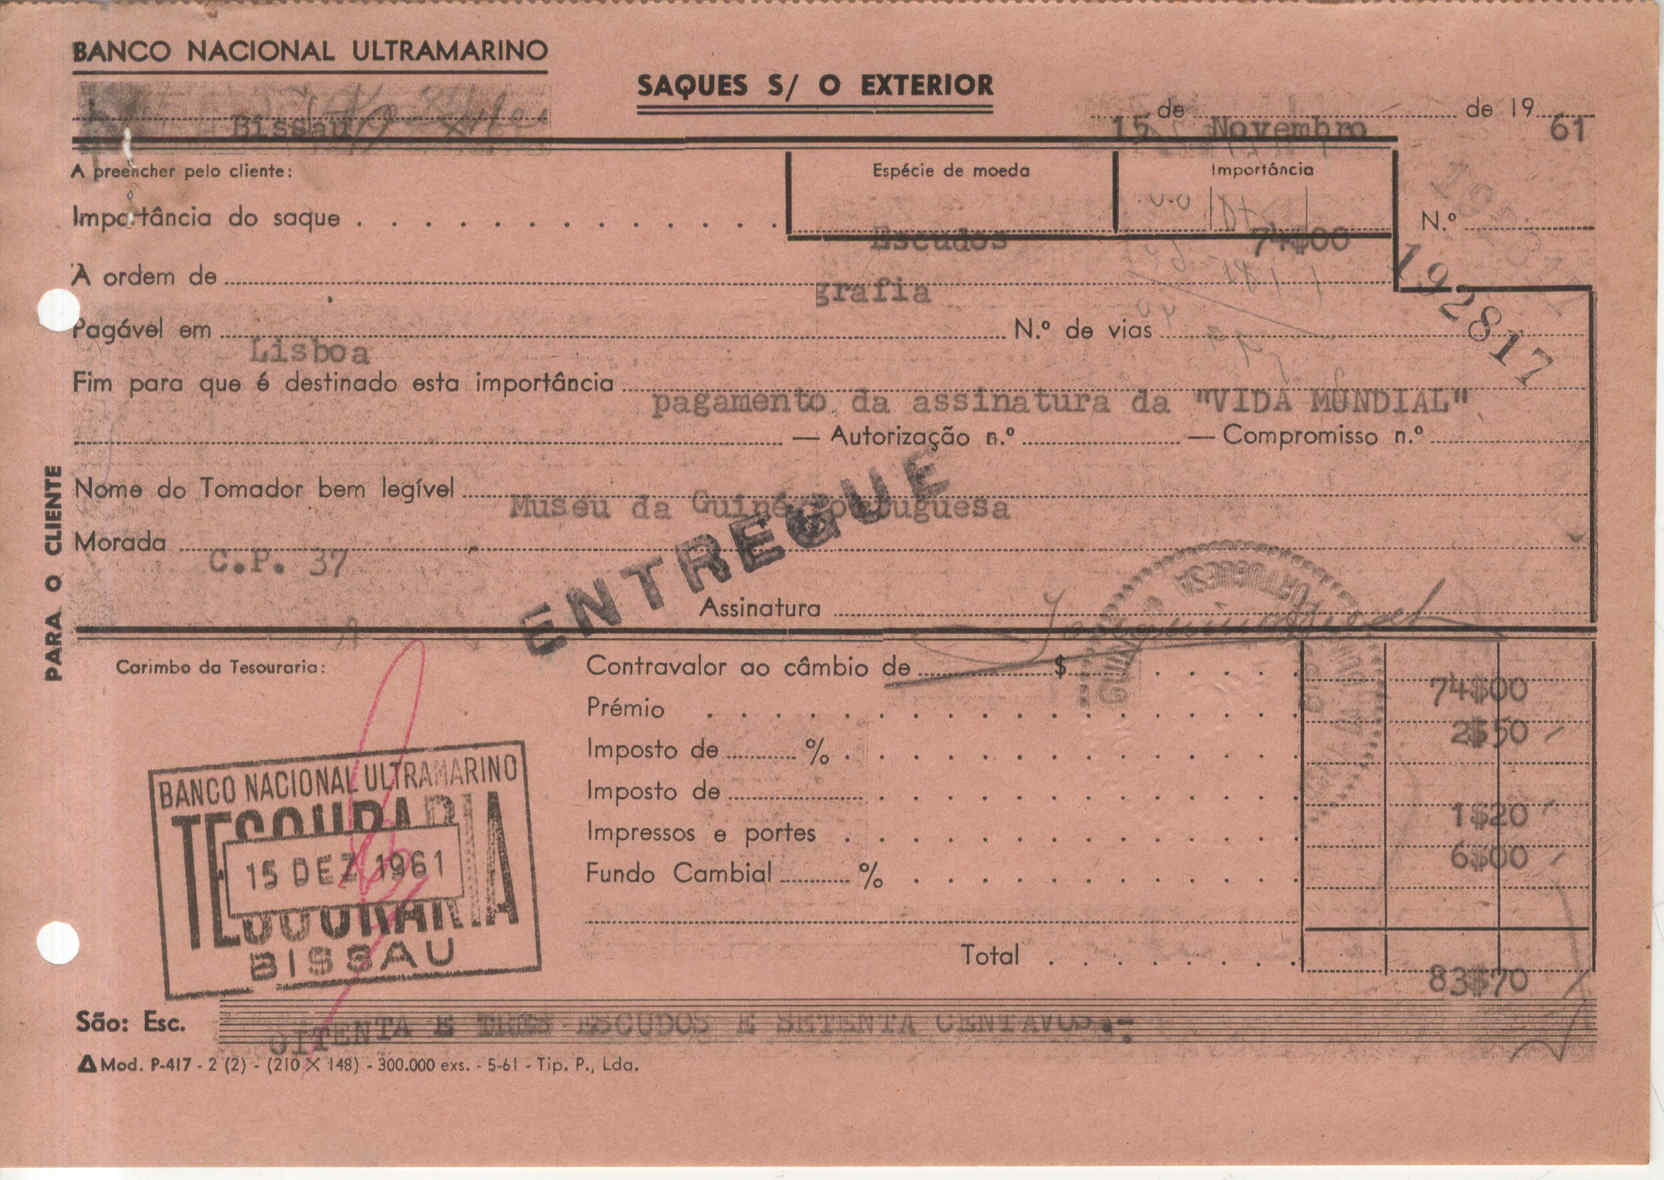 BANCO NACIONAL ULTRAMARINO
SAQUES S/ O EXTERIOR
Bissau
15 de Novembro de 19 61
A preencher pelo cliente:
Espécie de moeda
Importância
Importância do saque
Escudos
74$00
N.º
192817
A ordem de
grafia
Pagável em Lisboa N.º de vias
Fim para que é destinado esta importância
pagamento da assinatura da "VIDA MUNDIAL"
— Autorização n.º — Compromisso n.º
Nome do Tomador bem legível Museu da Guiné Portuguesa
ENTREGUE
Morada C.P. 37
Assinatura
PARA O CLIENTE
Carimbo da Tesouraria:
Contravalor ao câmbio de $ 74$00
Prémio 2$50
Imposto de %
Imposto de 1$20
Impressos e portes 6$00
Fundo Cambial %
Total 83$70
BANCO NACIONAL ULTRAMARINO
TESOURARIA
15 DEZ 1961
TESOURARIA
BISSAU
São: Esc. OITENTA E TRES ESCUDOS E SETENTA CENTAVOS.-
Mod. P-417 - 2 (2) - (210 X 148) - 300.000 exs. - 5-61 - Tip. P., Lda.